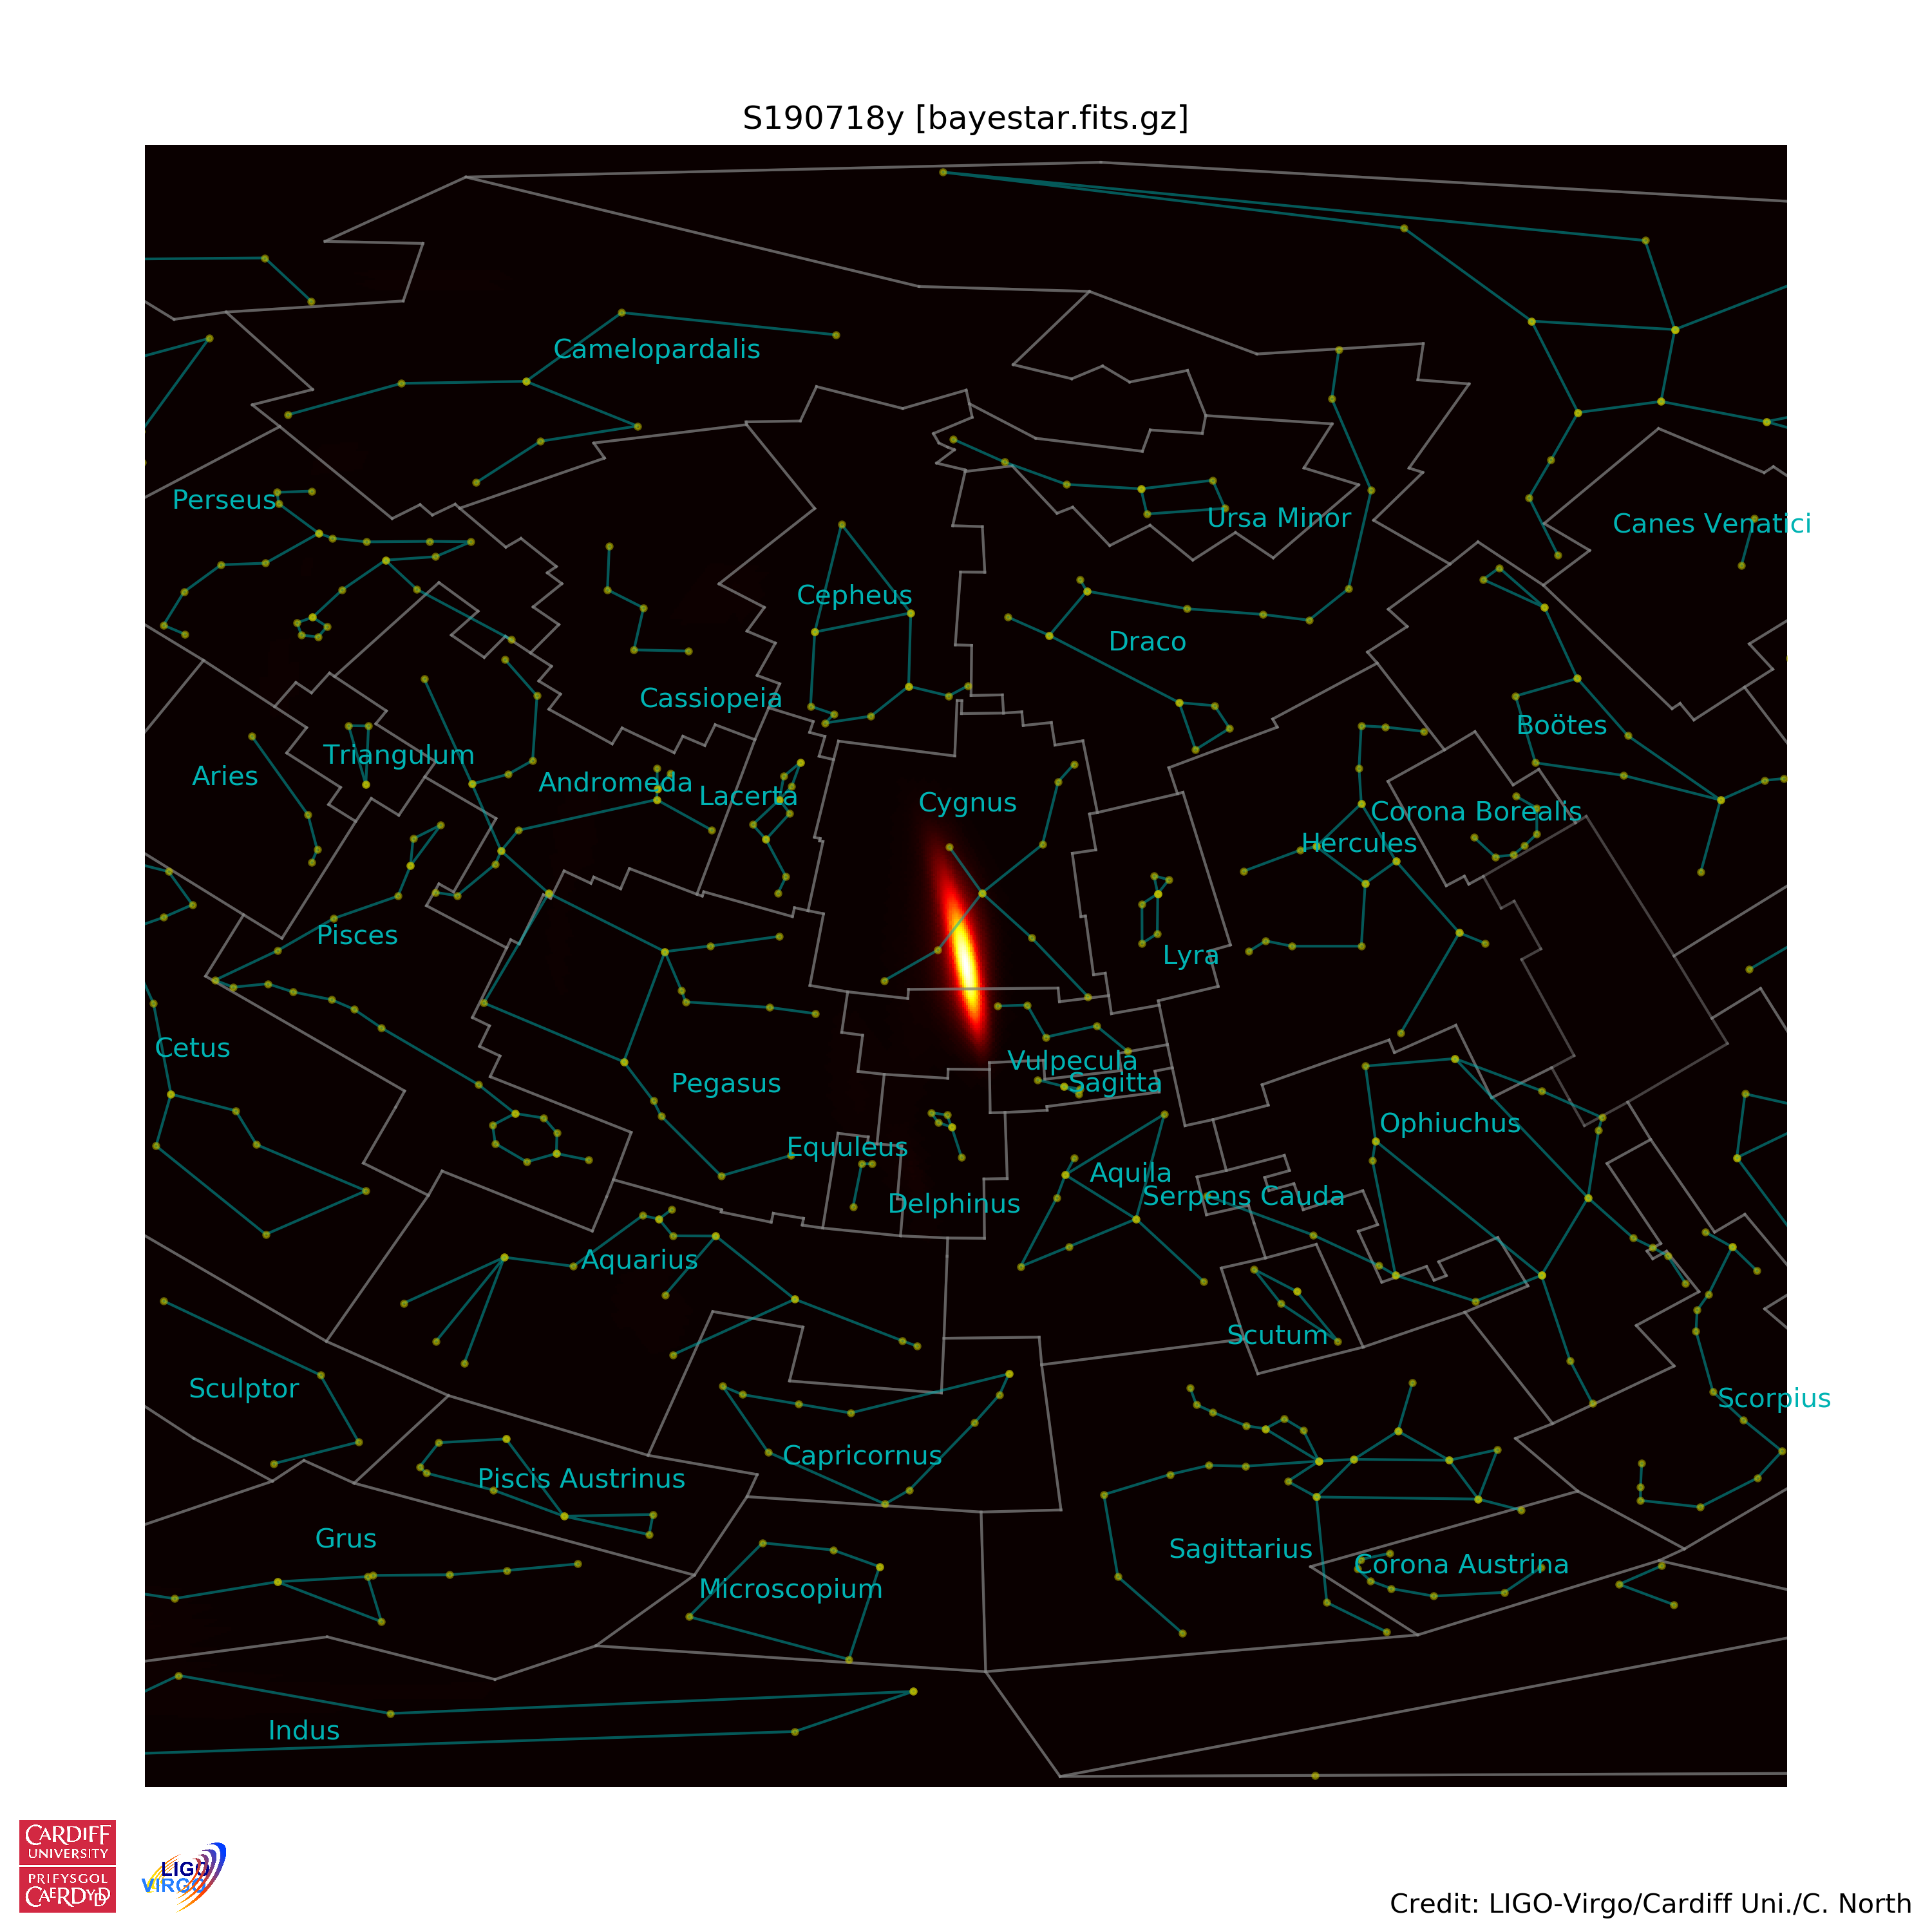 S190718y [bayestar.fits.gz]
Camelopardalis
Perseus
Ursa Minor
Canes Venatici
Cepheus
Draco
Cassiopeia
Boötes
Triangulum
Aries
Andromeda
Lacerta
Cygnus
Corona Borealis
Hercules
Pisces
Lyra
Cetus
Vulpecula
Pegasus
Sagitta
Ophiuchus
Equuleus
Aquila
Serpens Cauda
Delphinus
Aquarius
Scutum
Sculptor
Scorpius
Capricornus
Piscis Austrinus
Grus
Sagittarius
Corona Austrina
Microscopium
Indus
CARDIFF
UNIVERSITY
PRIFYSGOL
CAERDYDD
LIGO
VIRGO
Credit: LIGO-Virgo/Cardiff Uni./C. North